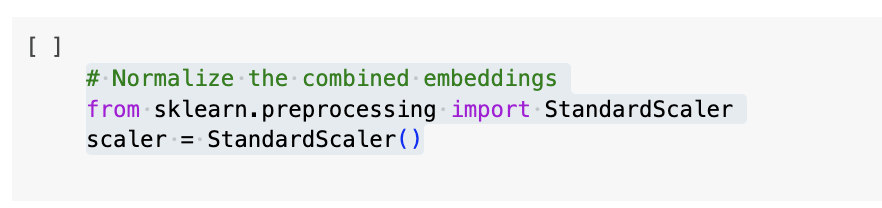 [ ]
# Normalize the combined embeddings
from sklearn.preprocessing import StandardScaler
scaler = StandardScaler()